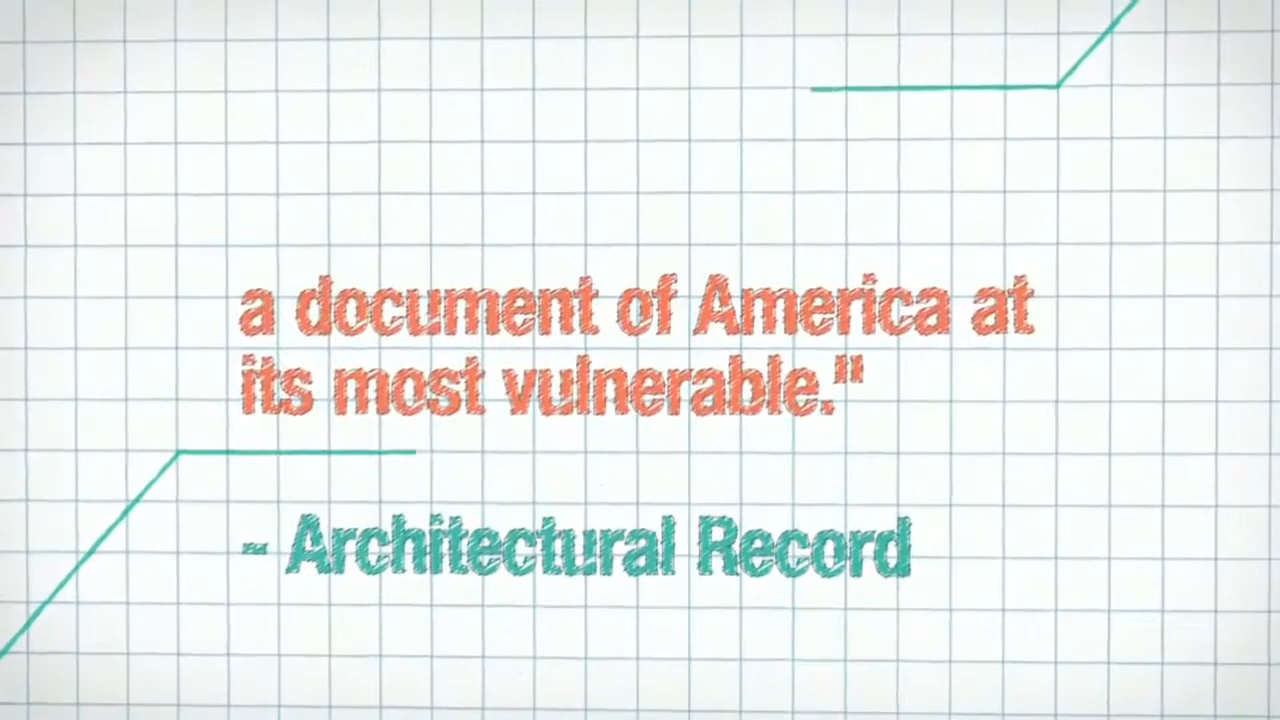 a document of America at
its most vulnerable."
- Architectural Record